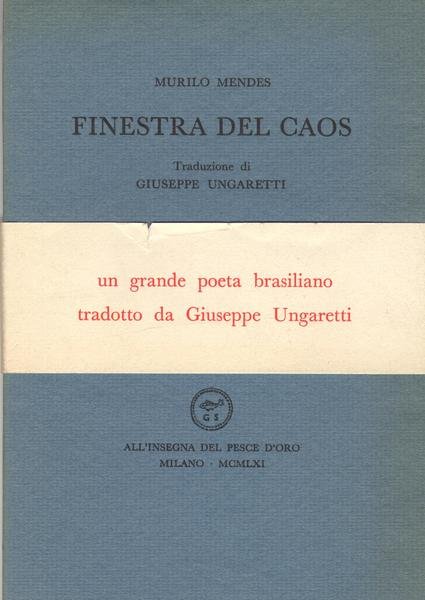 MURILO MENDES
FINESTRA DEL CAOS
Traduzione di
GIUSEPPE UNGARETTI
un grande poeta brasiliano
tradotto da Giuseppe Ungaretti
G S
ALL'INSEGNA DEL PESCE D'ORO
MILANO · MCMLXI